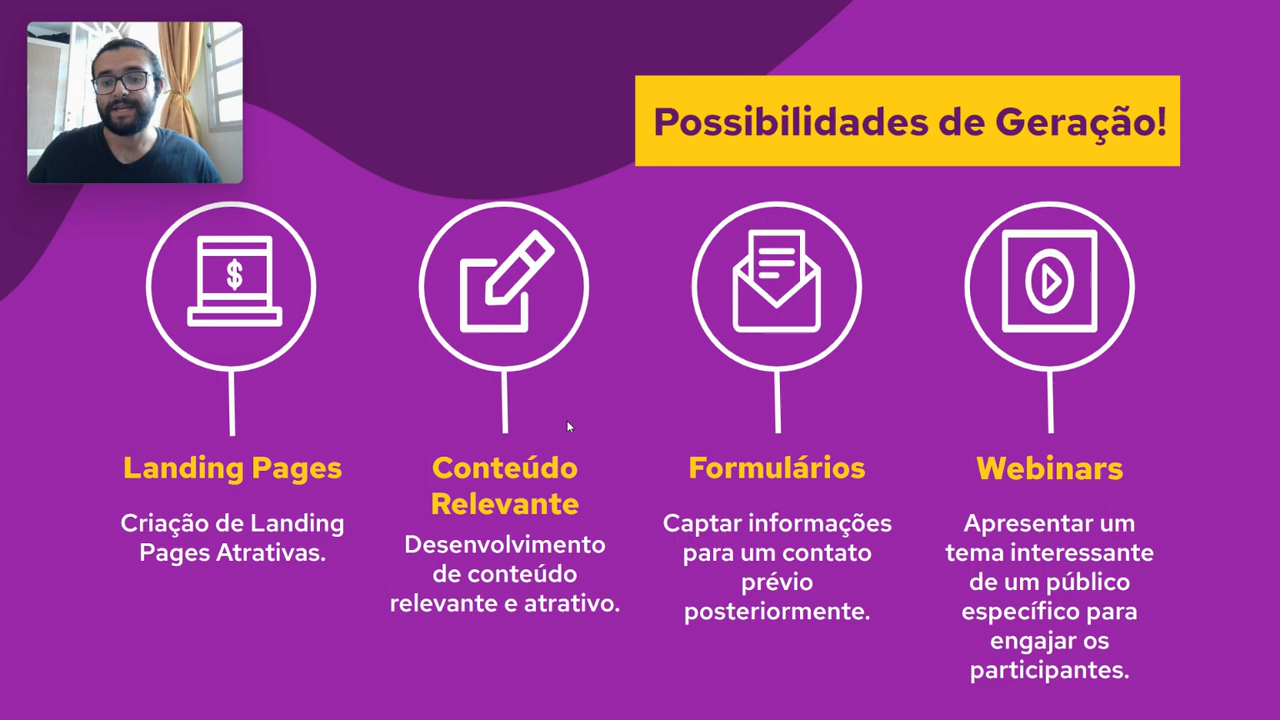 Possibilidades de Geração!
$
Landing Pages
Criação de Landing
Pages Atrativas.
Conteúdo
Relevante
Desenvolvimento
de conteúdo
relevante e atrativo.
Formulários
Captar informações
para um contato
prévio
posteriormente.
Webinars
Apresentar um
tema interessante
de um público
específico para
engajar os
participantes.